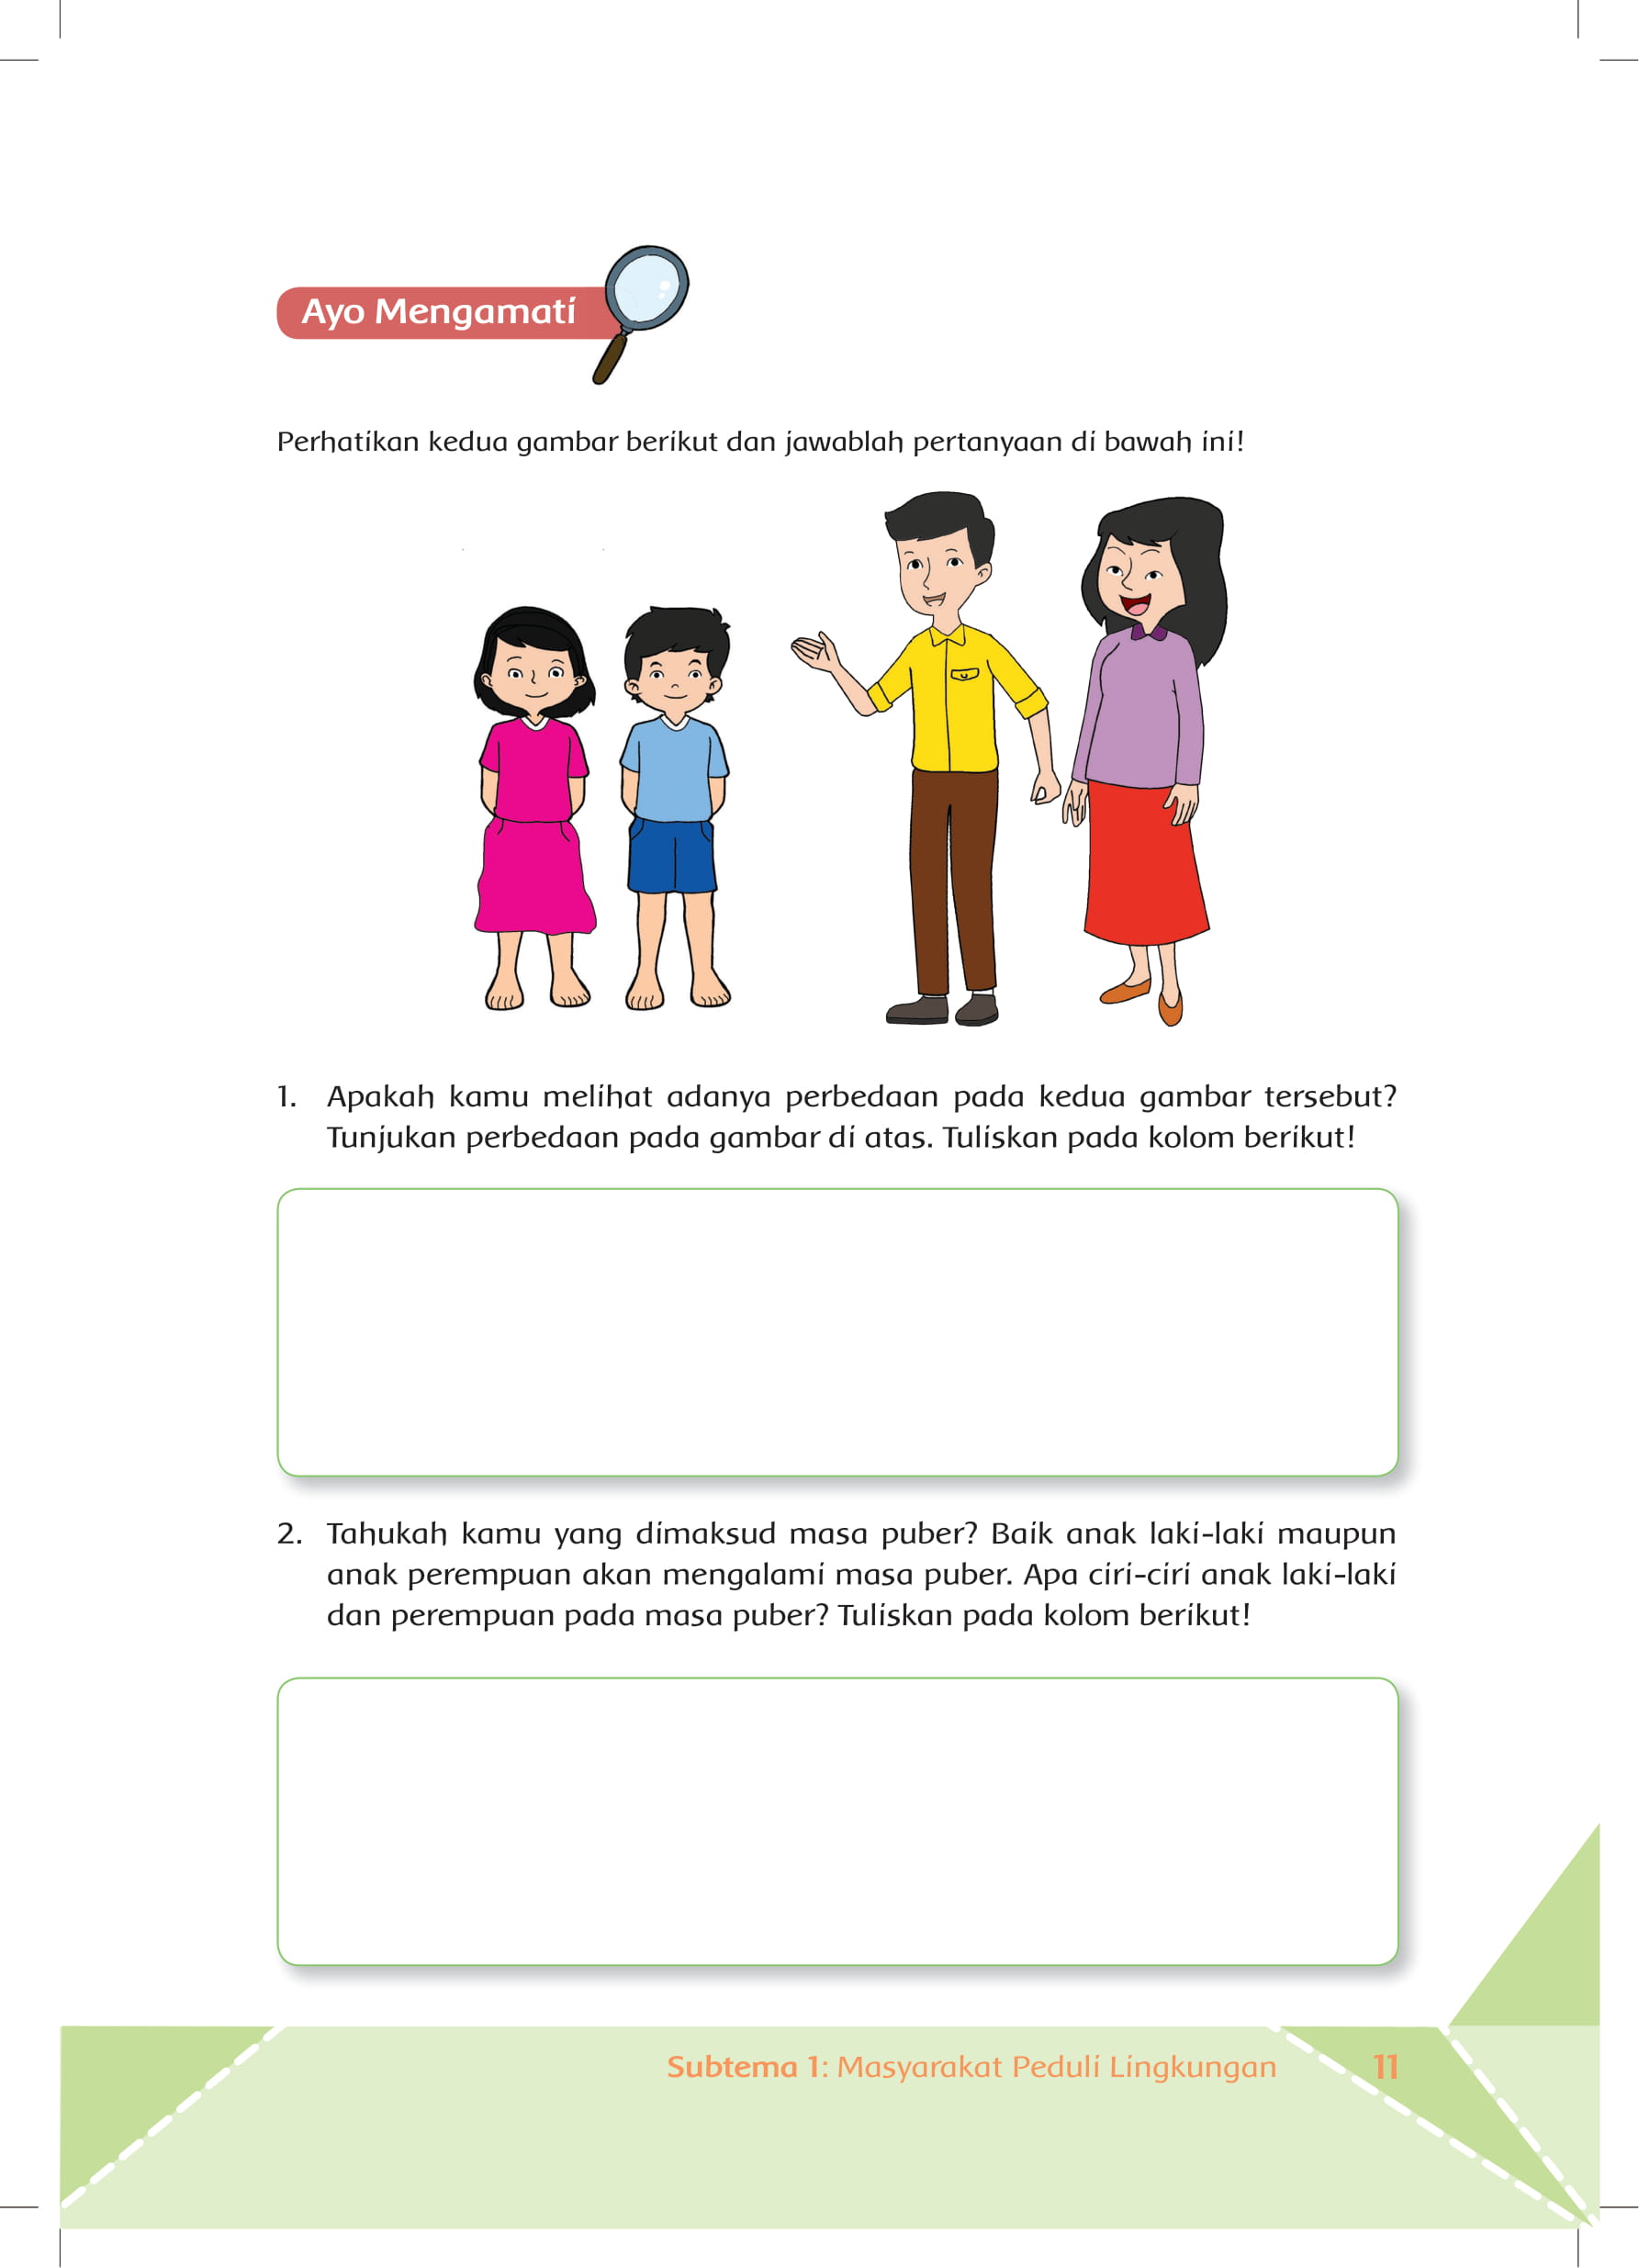 Ayo Mengamati
Perhatikan kedua gambar berikut dan jawablah pertanyaan di bawah ini!
1. Apakah kamu melihat adanya perbedaan pada kedua gambar tersebut?
Tunjukan perbedaan pada gambar di atas. Tuliskan pada kolom berikut!
2. Tahukah kamu yang dimaksud masa puber? Baik anak laki-laki maupun
anak perempuan akan mengalami masa puber. Apa ciri-ciri anak laki-laki
dan perempuan pada masa puber? Tuliskan pada kolom berikut!
Subtema 1: Masyarakat Peduli Lingkungan 11